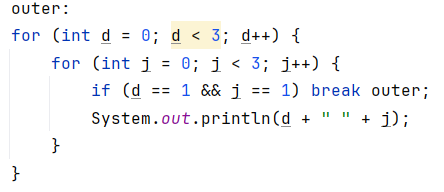 outer:
for (int d = 0; d < 3; d++) {
    for (int j = 0; j < 3; j++) {
        if (d == 1 && j == 1) break outer;
        System.out.println(d + " " + j);
    }
}